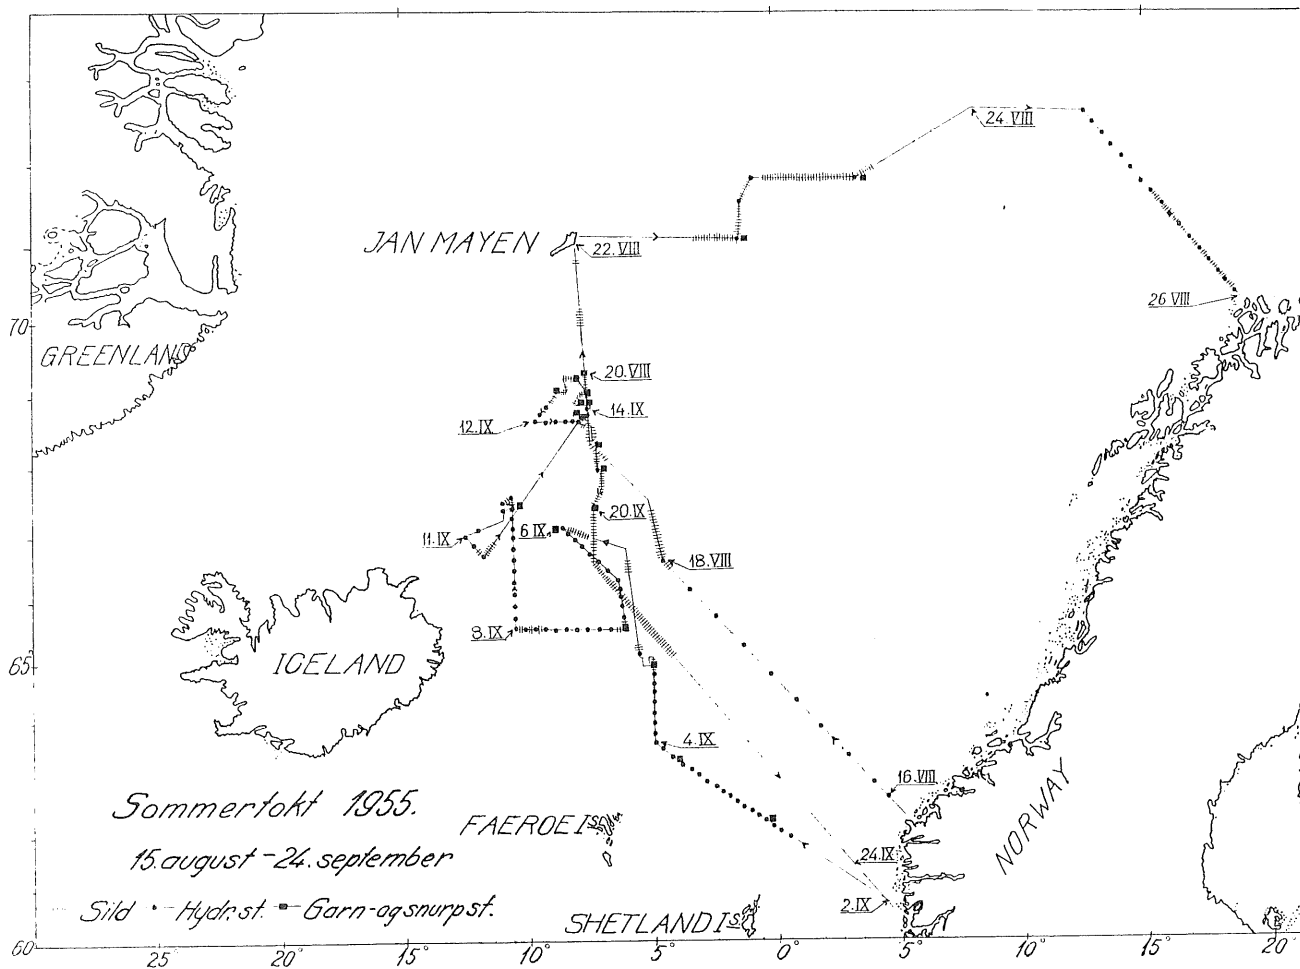 24.VIII
JAN MAYEN
22.VIII
26 VIII
70
GREENLAND
20.VIII
14.IX
12.IX
20.IX
11.IX
6 IX
18.VIII
8.IX
65
ICELAND
4.IX
16.VIII
NORWAY
Sommertokt 1955.
FAEROE Is.
15.august - 24.september
24.IX
Sild Hydr.st. Garn-og snurpst.
2.IX
SHETLAND Is
60
25° 20° 15° 10° 5° 0° 5° 10° 15° 20°